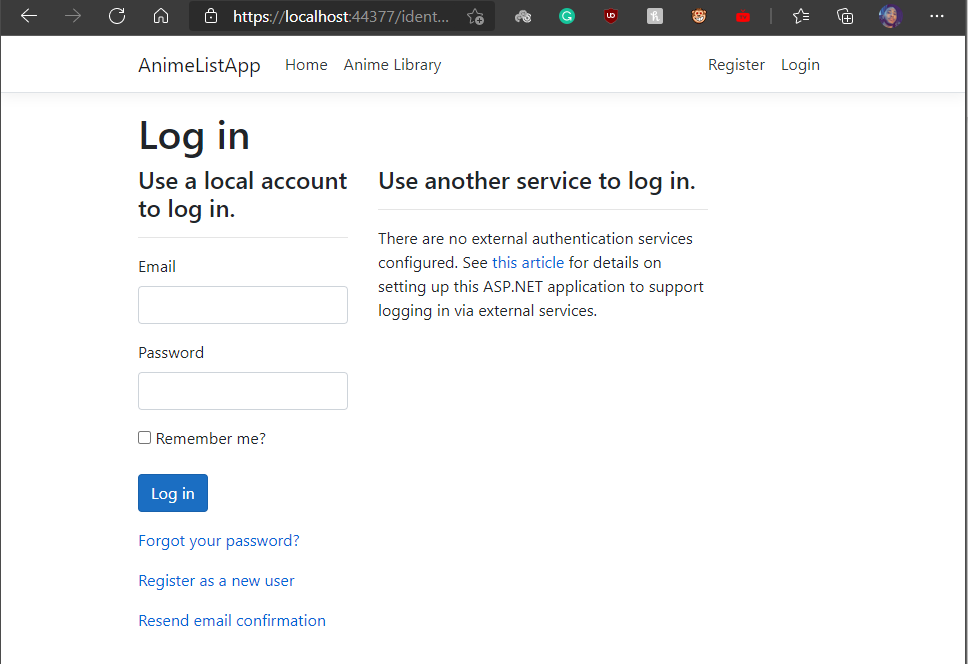 https://localhost:44377/ident...
AnimeListApp Home Anime Library Register Login
Log in
Use a local account
to log in.
Email
Password
Remember me?
Log in
Forgot your password?
Register as a new user
Resend email confirmation
Use another service to log in.
There are no external authentication services
configured. See this article for details on
setting up this ASP.NET application to support
logging in via external services.